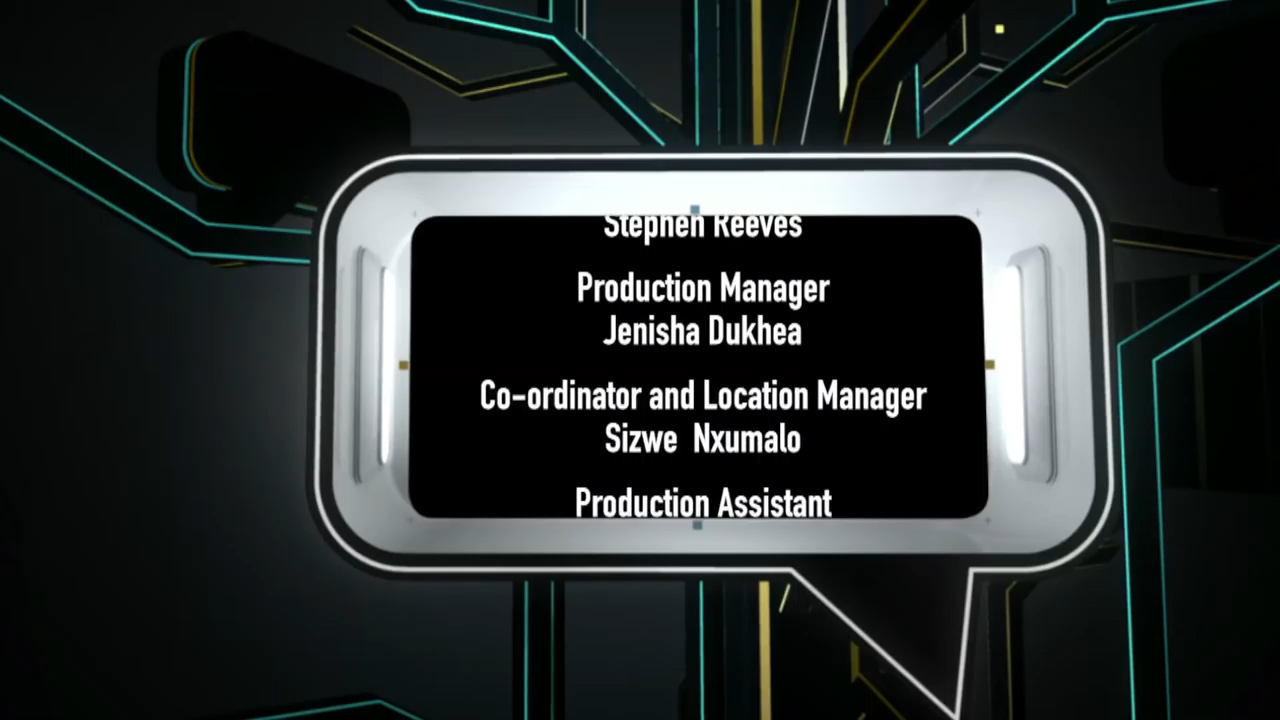 Stephen Reeves
Production Manager
Jenisha Dukhea
Co-ordinator and Location Manager
Sizwe Nxumalo
Production Assistant